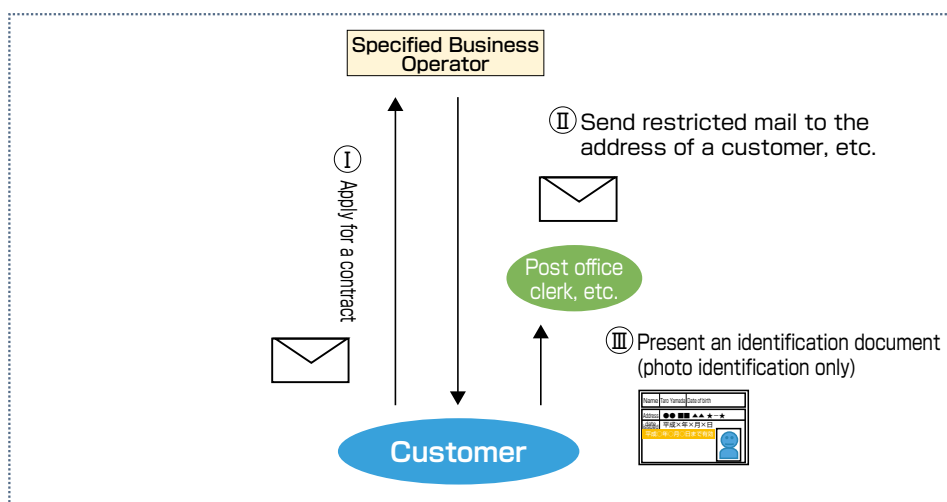 Specified Business
Operator
Ⅰ Apply for a contract
Ⅱ Send restricted mail to the
address of a customer, etc.
Post office
clerk, etc.
Ⅲ Present an identification document
(photo identification only)
Name Taro Yamada Date of birth
Address ●● ■■ ▲▲ ★-★
date 平成×年×月×日
Customer